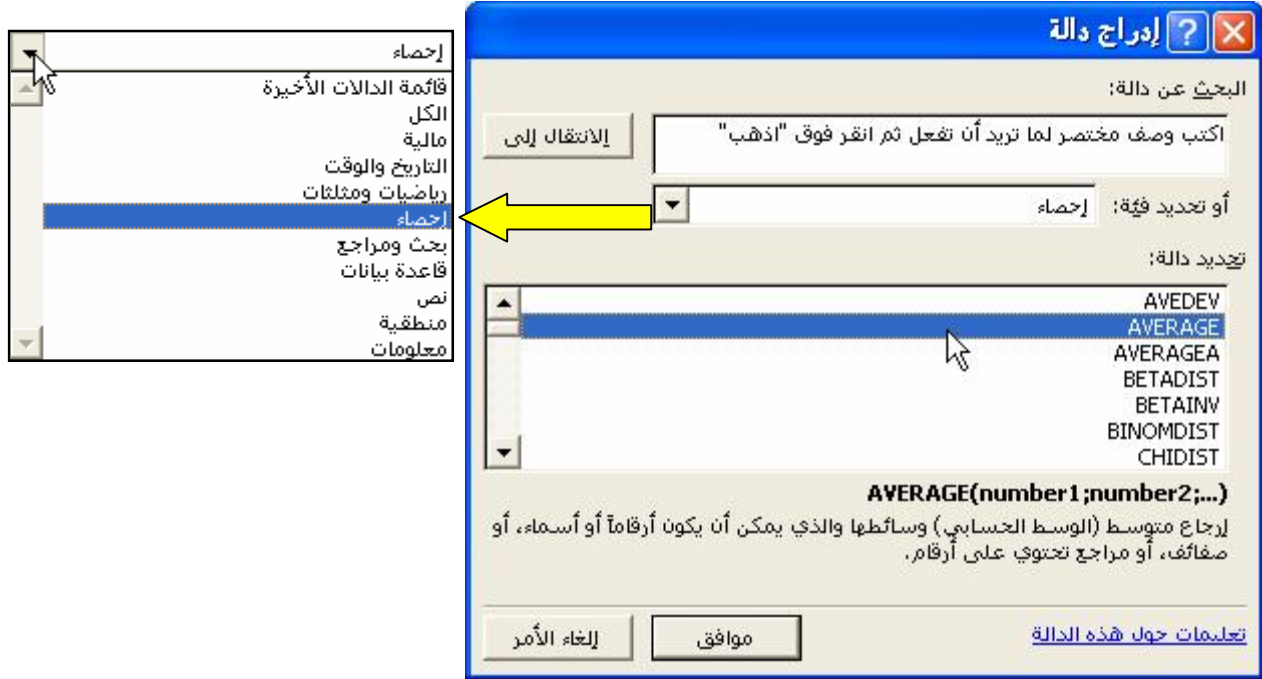 إدراج دالة
البحث عن دالة:
اكتب وصف مختصر لما تريد أن تفعل ثم انقر فوق "اذهب"
الانتقال إلى
أو تحديد فئة:
إحصاء
تحديد دالة:
AVEDEV
AVERAGE
AVERAGEA
BETADIST
BETAINV
BINOMDIST
CHIDIST
AVERAGE(number1;number2;...)
إرجاع متوسط (الوسط الحسابي) وسائطها والذي يمكن أن يكون أرقاماً أو أسماء، أو
صفائف، أو مراجع تحتوي على أرقام.
تعليمات حول هذه الدالة
موافق
إلغاء الأمر
إحصاء
قائمة الدالات الأخيرة
الكل
مالية
التاريخ والوقت
رياضيات ومثلثات
إحصاء
بحث ومراجع
قاعدة بيانات
نص
منطقية
معلومات